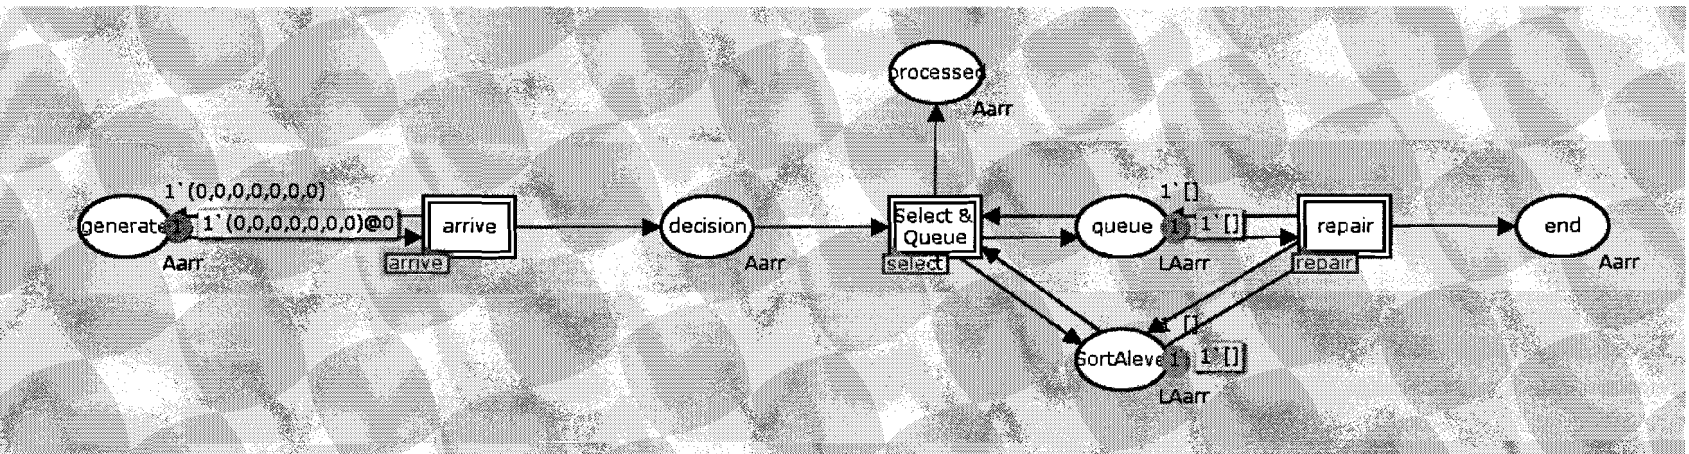 processed
Aarr
1`(0,0,0,0,0,0,0)
generate
1
1`(0,0,0,0,0,0,0)@0
Aarr
arrive
arrive
decision
Aarr
Select &
Queue
select
1`[]
queue
1
1`[]
LAarr
repair
repair
end
Aarr
1`[]
SortAleve
1
1`[]
LAarr